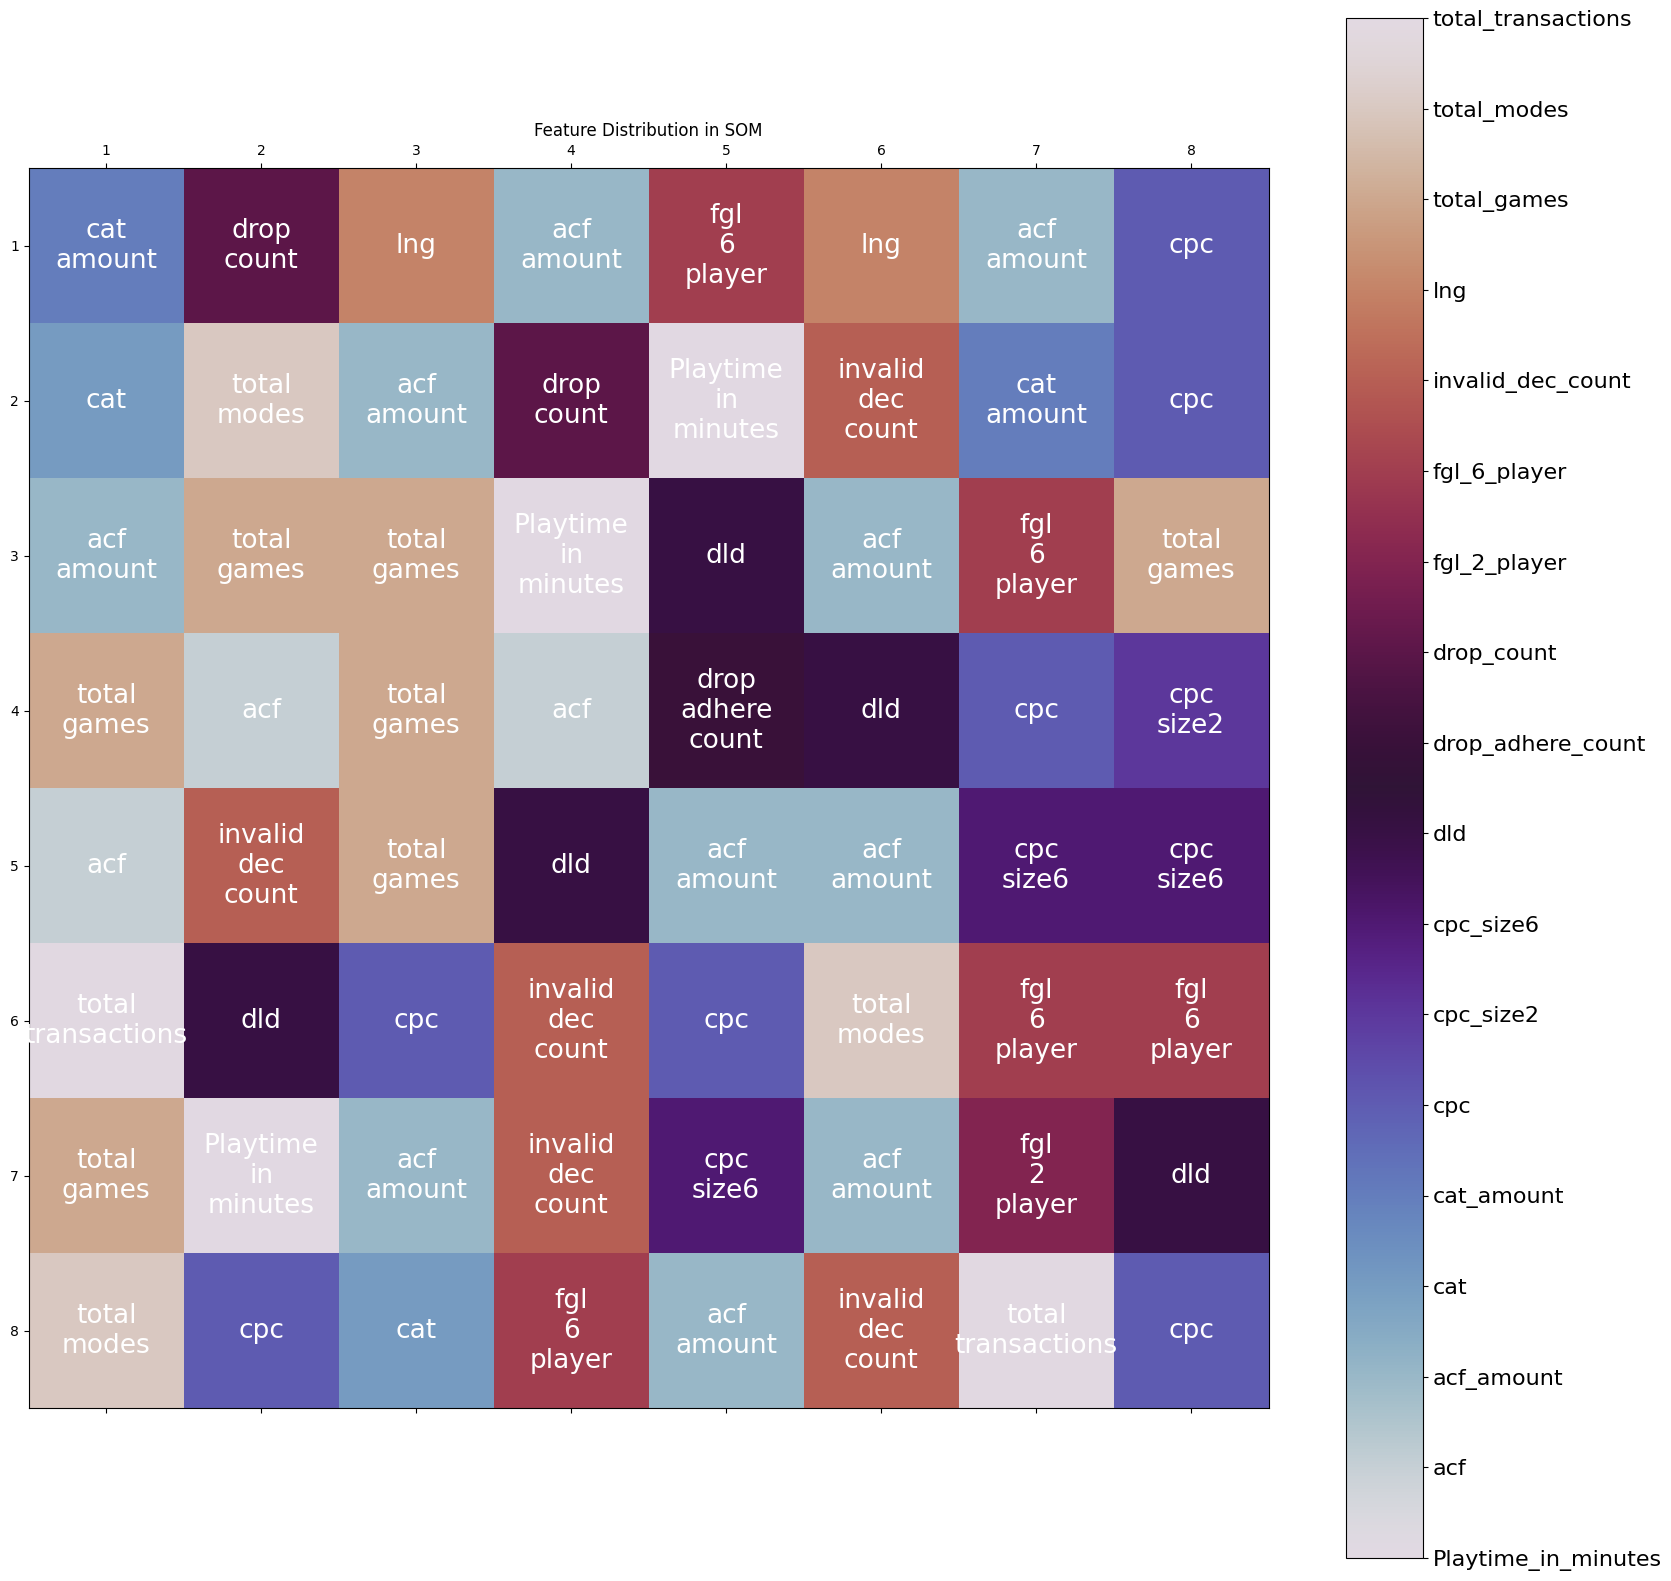 Feature Distribution in SOM
1 2 3 4 5 6 7 8
1
cat
amount
drop
count
lng
acf
amount
fgl
6
player
lng
acf
amount
cpc
2
cat
total
modes
acf
amount
drop
count
Playtime
in
minutes
invalid
dec
count
cat
amount
cpc
3
acf
amount
total
games
total
games
Playtime
in
minutes
dld
acf
amount
fgl
6
player
total
games
4
total
games
acf
total
games
acf
drop
adhere
count
dld
cpc
cpc
size2
5
acf
invalid
dec
count
total
games
dld
acf
amount
acf
amount
cpc
size6
cpc
size6
6
total
transactions
dld
cpc
invalid
dec
count
cpc
total
modes
fgl
6
player
fgl
6
player
7
total
games
Playtime
in
minutes
acf
amount
invalid
dec
count
cpc
size6
acf
amount
fgl
2
player
dld
8
total
modes
cpc
cat
fgl
6
player
acf
amount
invalid
dec
count
total
transactions
cpc
total_transactions
total_modes
total_games
lng
invalid_dec_count
fgl_6_player
fgl_2_player
drop_count
drop_adhere_count
dld
cpc_size6
cpc_size2
cpc
cat_amount
cat
acf_amount
acf
Playtime_in_minutes